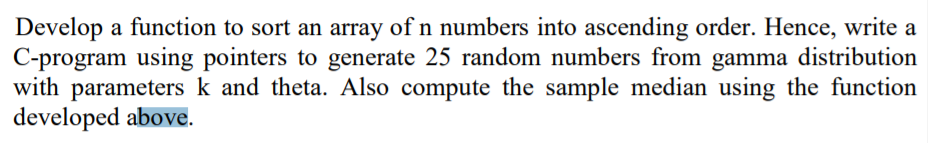 Develop a function to sort an array of n numbers into ascending order. Hence, write a
C-program using pointers to generate 25 random numbers from gamma distribution
with parameters k and theta. Also compute the sample median using the function
developed above.